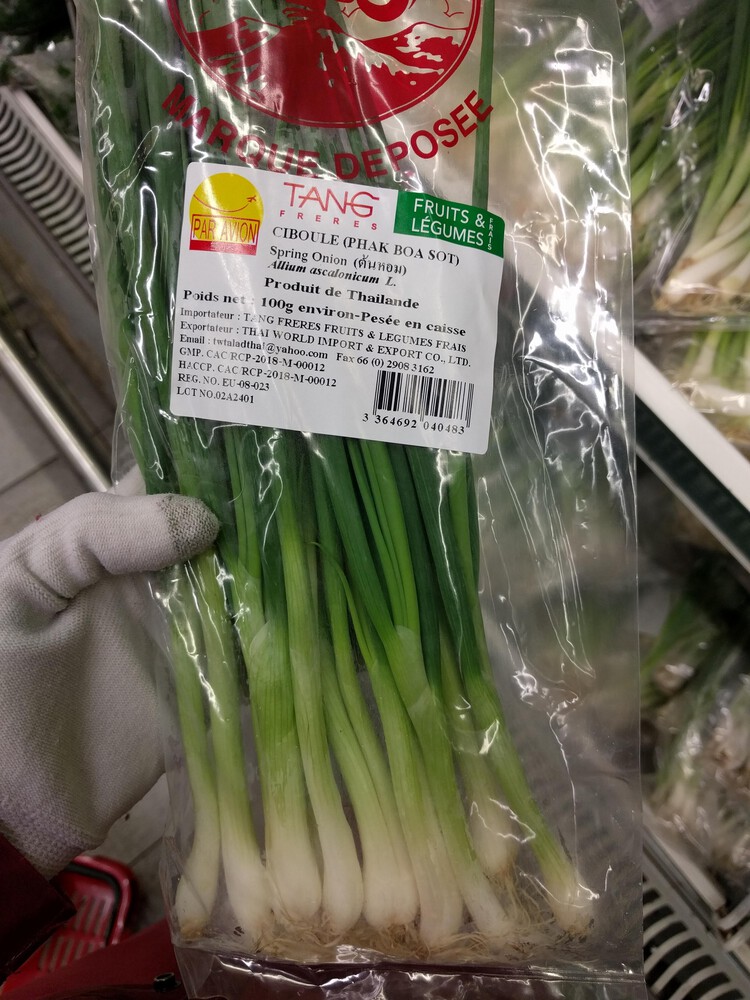 MARQUE DEPOSEE
PAR AVION
TANG
FRERES
FRUITS &
LÉGUMES
FRAIS
CIBOULE (PHAK BOA SOT)
Spring Onion (ต้นหอม)
Allium ascalonicum L.
Produit de Thailande
Poids net : 100g environ-Pesée en caisse
Importateur : TANG FRERES FRUITS & LEGUMES FRAIS
Exportateur : THAI WORLD IMPORT & EXPORT CO., LTD.
Email : twtaladthai@yahoo.com Fax 66 (0) 2908 3162
GMP. CAC RCP-2018-M-00012
HACCP. CAC RCP-2018-M-00012
REG. NO. EU-08-023
LOT NO.02A2401
3 364692 040483